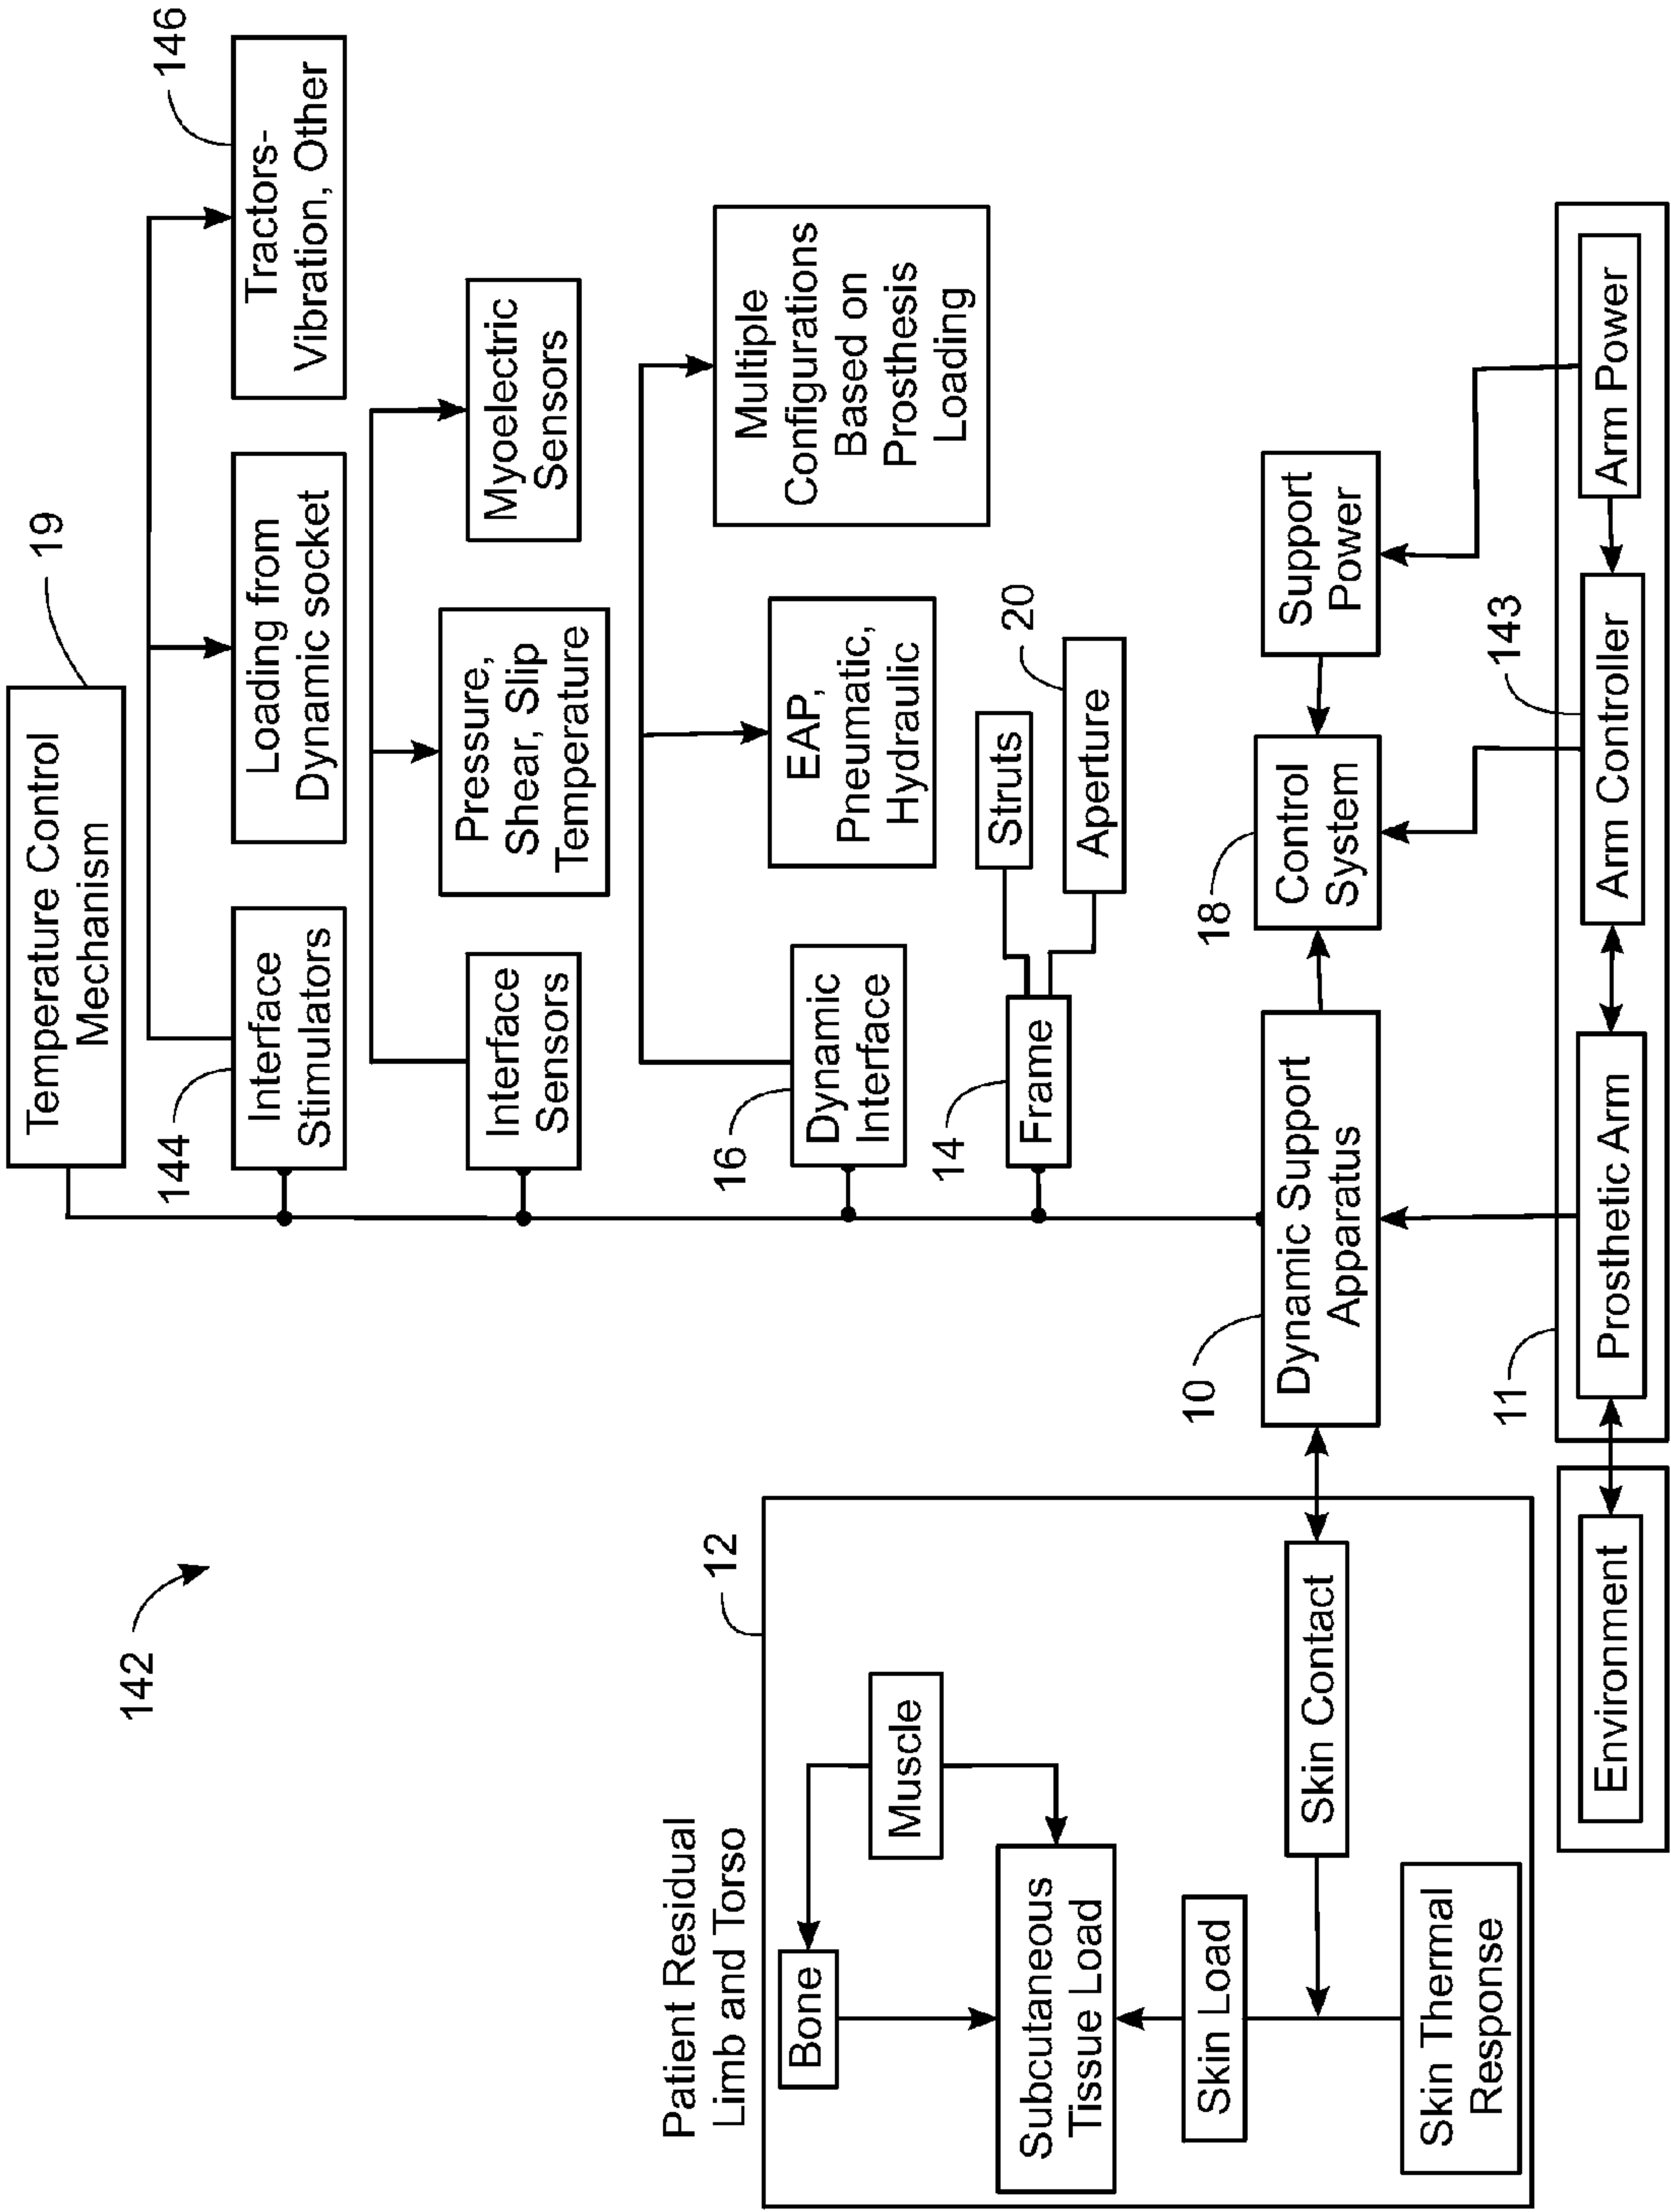 142
Temperature Control
Mechanism
19
144
Interface
Stimulators
Loading from
Dynamic socket
Tractors-
Vibration, Other
146
Interface
Sensors
Pressure,
Shear, Slip
Temperature
Myoelectric
Sensors
16
Dynamic
Interface
EAP,
Pneumatic,
Hydraulic
Multiple
Configurations
Based on
Prosthesis
Loading
14
Frame
Struts
Aperture
20
Patient Residual
Limb and Torso
12
Bone
Muscle
Subcutaneous
Tissue Load
Skin Load
Skin Contact
Skin Thermal
Response
10
Dynamic Support
Apparatus
18
Control
System
Support
Power
Environment
11
Prosthetic Arm
Arm Controller
143
Arm Power